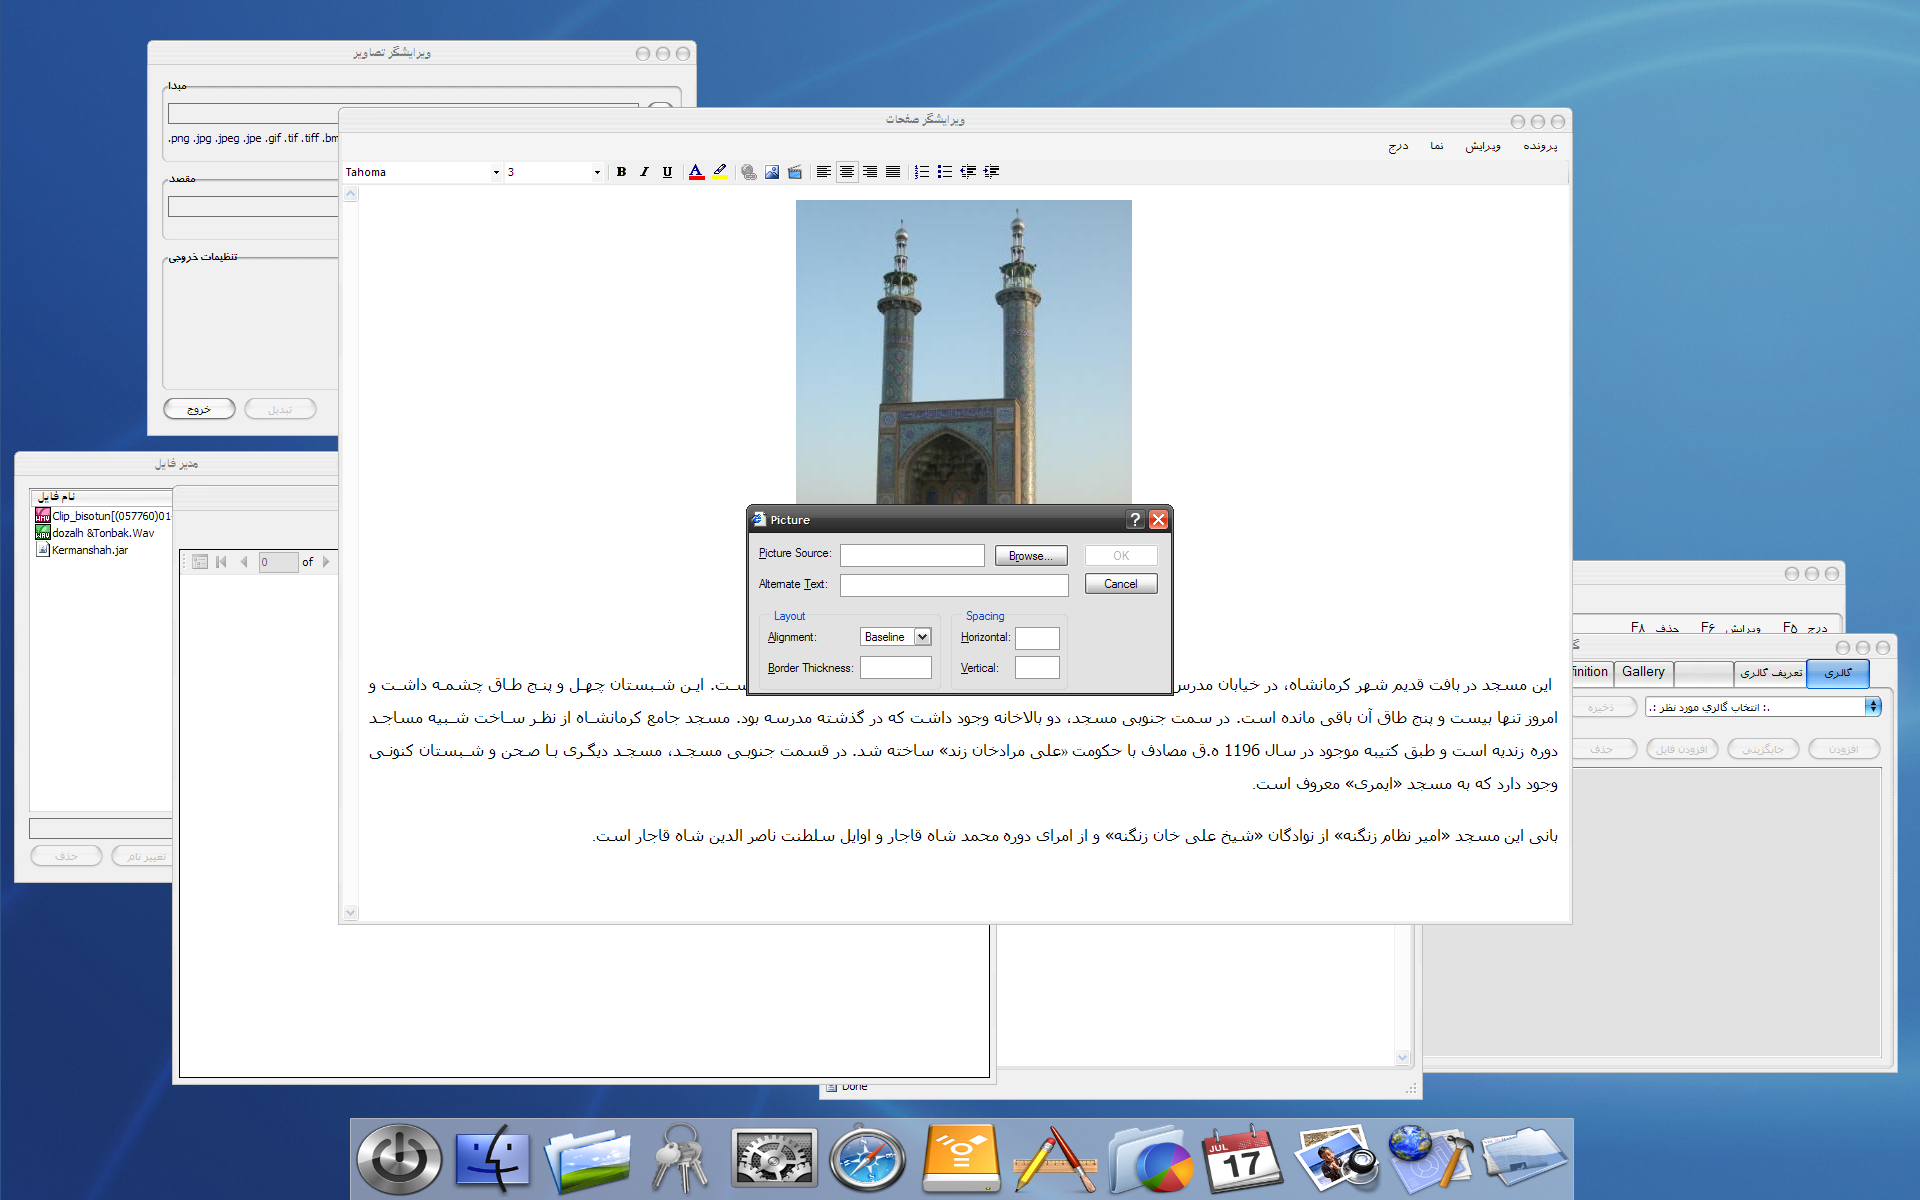 ویرایشگر تصاویر
مبدا
.png .jpg .jpeg .jpe .gif .tif .tiff
مقصد
تنظیمات خروجی
خروج
تبدیل
ویرایشگر صفحات
پرونده
ویرایش
نما
درج
Tahoma
3
B I U
Picture
Picture Source:
Browse...
OK
Alternate Text:
Cancel
Layout
Spacing
Alignment:
Baseline
Horizontal:
Border Thickness:
Vertical:
این مسجد در بافت قدیم شهر کرمانشاه، در خیابان این شبستان چهل و پنج طاق چشمه داشت و
امروز تنها بیست و پنج طاق آن باقی مانده است. در سمت جنوبی مسجد، دو بالاخانه وجود داشت که در گذشته مدرسه بود. مسجد جامع کرمانشاه از نظر ساخت شبیه مساجد
دوره زندیه است و طبق کتیبه موجود در سال 1196 ه.ق مصادف با حکومت «علی مرادخان زند» ساخته شد. در قسمت جنوبی مسجد، مسجد دیگری با صحن و شبستان کنونی
وجود دارد که به مسجد «ایمری» معروف است.
بانی این مسجد «امیر نظام زنگنه» از نوادگان «شیخ علی خان زنگنه» و از امرای دوره محمد شاه قاجار و اوایل سلطنت ناصر الدین شاه قاجار است.
مدیر فایل
نام فایل
Clip_bisotun[(057760)01
dozalh &Tonbak.Wav
Kermanshah.jar
حذف
تغییر نام
0 of
درج F۵
ویرایش F۶
حذف F۸
Gallery
تعریف گالری
گالری
.: انتخاب گالري مورد نظر :.
ذخیره
افزودن
جایگزینی
افزودن فایل
حذف
Done
JUL
17